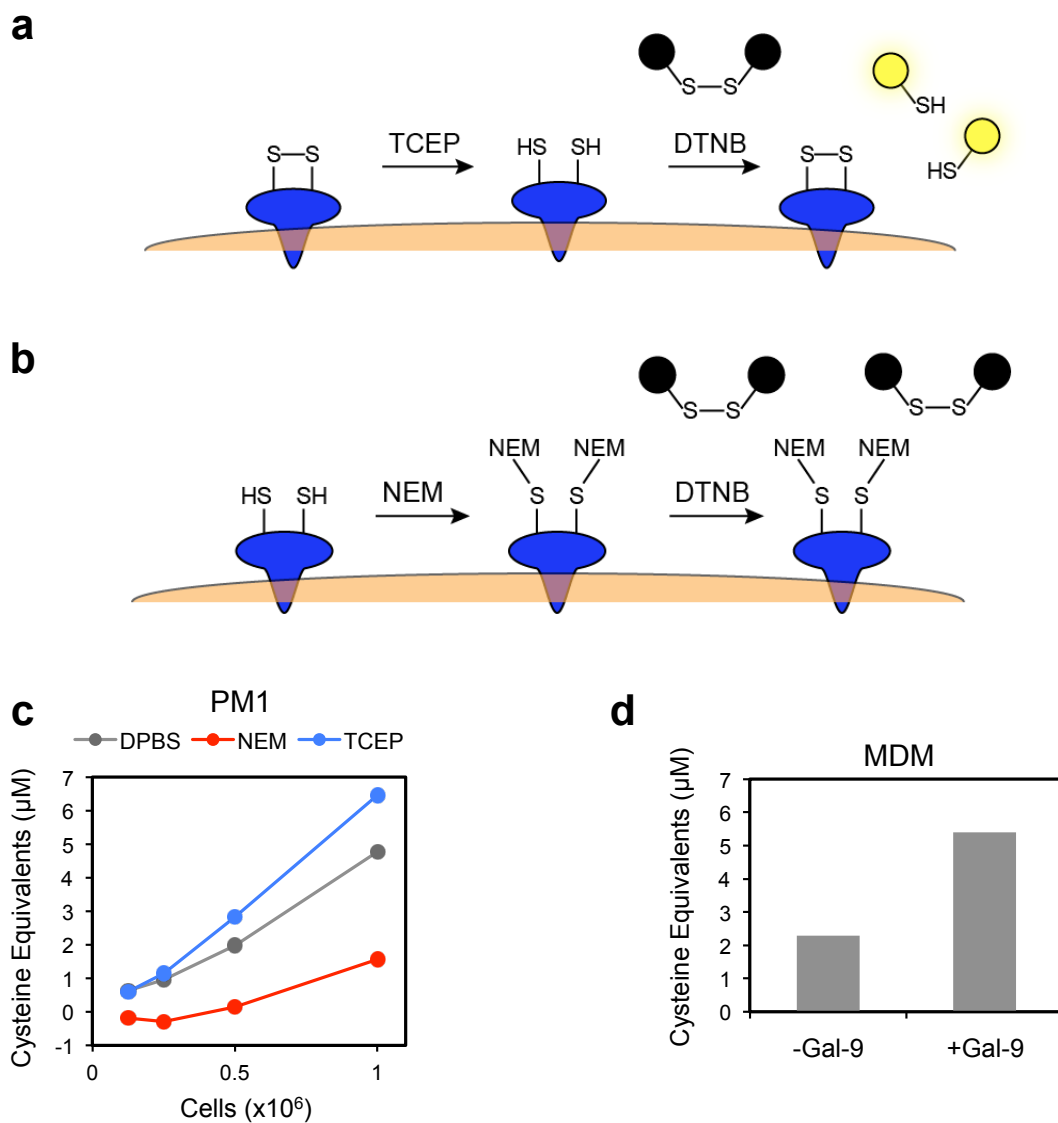 a
S S
TCEP
HS SH
S S
DTNB
S S
SH
HS
b
HS SH
NEM
NEM NEM
S S
S S
DTNB
S S
NEM NEM
S S
c
PM1
DPBS NEM TCEP
Cysteine Equivalents (µM)
7
6
5
4
3
2
1
0
-1
0 0.5 1
Cells (x10⁶)
d
MDM
Cysteine Equivalents (µM)
7
6
5
4
3
2
1
0
-Gal-9 +Gal-9